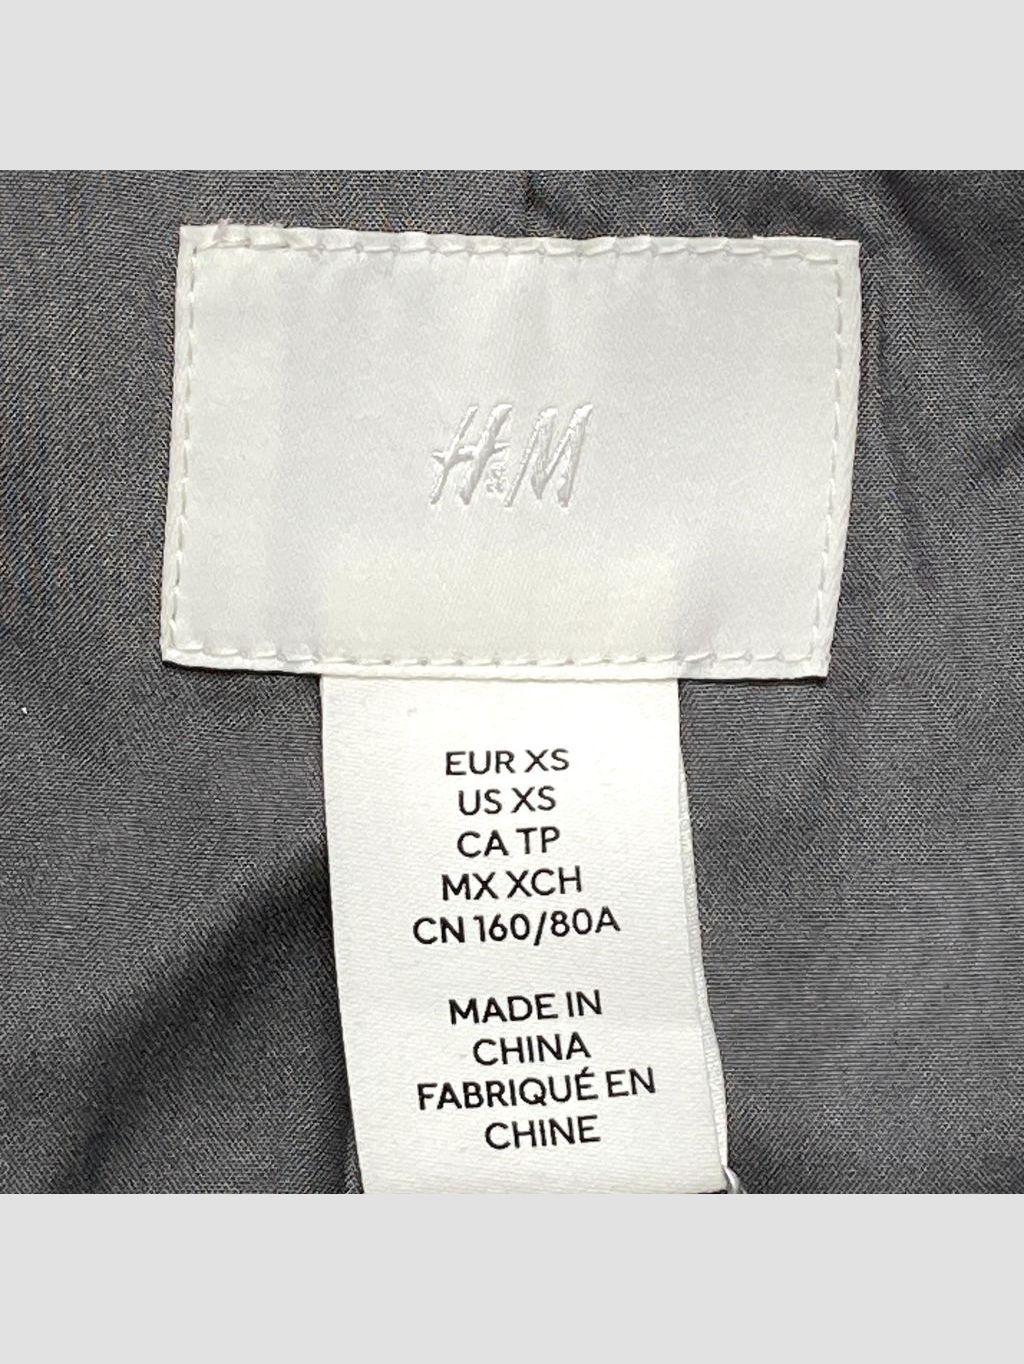 H&M
EUR XS
US XS
CA TP
MX XCH
CN 160/80A
MADE IN
CHINA
FABRIQUÉ EN
CHINE